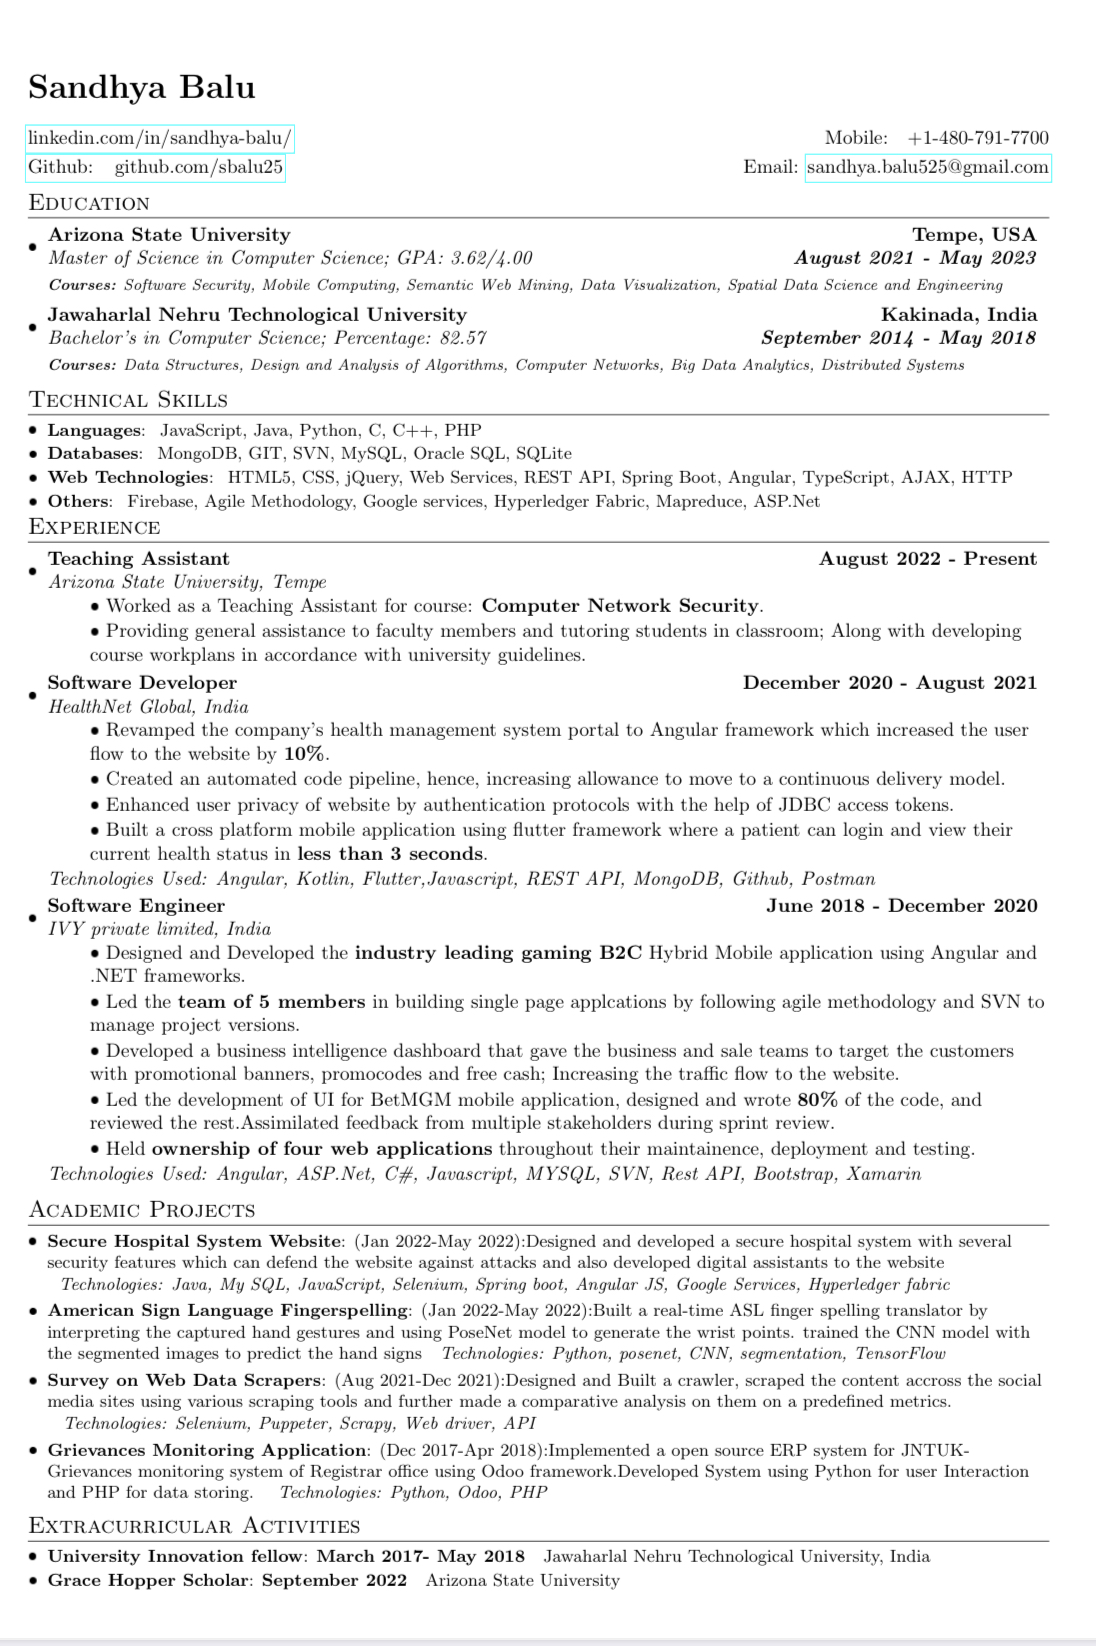 Sandhya Balu
linkedin.com/in/sandhya-balu/ Mobile: +1-480-791-7700
Github: github.com/sbalu25 Email: sandhya.balu525@gmail.com
EDUCATION
• Arizona State University Tempe, USA
Master of Science in Computer Science; GPA: 3.62/4.00 August 2021 - May 2023
Courses: Software Security, Mobile Computing, Semantic Web Mining, Data Visualization, Spatial Data Science and Engineering
• Jawaharlal Nehru Technological University Kakinada, India
Bachelor's in Computer Science; Percentage: 82.57 September 2014 - May 2018
Courses: Data Structures, Design and Analysis of Algorithms, Computer Networks, Big Data Analytics, Distributed Systems
TECHNICAL SKILLS
• Languages: JavaScript, Java, Python, C, C++, PHP
• Databases: MongoDB, GIT, SVN, MySQL, Oracle SQL, SQLite
• Web Technologies: HTML5, CSS, jQuery, Web Services, REST API, Spring Boot, Angular, TypeScript, AJAX, HTTP
• Others: Firebase, Agile Methodology, Google services, Hyperledger Fabric, Mapreduce, ASP.Net
EXPERIENCE
• Teaching Assistant August 2022 - Present
Arizona State University, Tempe
• Worked as a Teaching Assistant for course: Computer Network Security.
• Providing general assistance to faculty members and tutoring students in classroom; Along with developing
course workplans in accordance with university guidelines.
• Software Developer December 2020 - August 2021
HealthNet Global, India
• Revamped the company's health management system portal to Angular framework which increased the user
flow to the website by 10%.
• Created an automated code pipeline, hence, increasing allowance to move to a continuous delivery model.
• Enhanced user privacy of website by authentication protocols with the help of JDBC access tokens.
• Built a cross platform mobile application using flutter framework where a patient can login and view their
current health status in less than 3 seconds.
Technologies Used: Angular, Kotlin, Flutter,Javascript, REST API, MongoDB, Github, Postman
• Software Engineer June 2018 - December 2020
IVY private limited, India
• Designed and Developed the industry leading gaming B2C Hybrid Mobile application using Angular and
.NET frameworks.
• Led the team of 5 members in building single page applcations by following agile methodology and SVN to
manage project versions.
• Developed a business intelligence dashboard that gave the business and sale teams to target the customers
with promotional banners, promocodes and free cash; Increasing the traffic flow to the website.
• Led the development of UI for BetMGM mobile application, designed and wrote 80% of the code, and
reviewed the rest.Assimilated feedback from multiple stakeholders during sprint review.
• Held ownership of four web applications throughout their maintainence, deployment and testing.
Technologies Used: Angular, ASP.Net, C#, Javascript, MYSQL, SVN, Rest API, Bootstrap, Xamarin
ACADEMIC PROJECTS
• Secure Hospital System Website: (Jan 2022-May 2022):Designed and developed a secure hospital system with several
security features which can defend the website against attacks and also developed digital assistants to the website
Technologies: Java, My SQL, JavaScript, Selenium, Spring boot, Angular JS, Google Services, Hyperledger fabric
• American Sign Language Fingerspelling: (Jan 2022-May 2022):Built a real-time ASL finger spelling translator by
interpreting the captured hand gestures and using PoseNet model to generate the wrist points. trained the CNN model with
the segmented images to predict the hand signs Technologies: Python, posenet, CNN, segmentation, TensorFlow
• Survey on Web Data Scrapers: (Aug 2021-Dec 2021):Designed and Built a crawler, scraped the content accross the social
media sites using various scraping tools and further made a comparative analysis on them on a predefined metrics.
Technologies: Selenium, Puppeter, Scrapy, Web driver, API
• Grievances Monitoring Application: (Dec 2017-Apr 2018):Implemented a open source ERP system for JNTUK-
Grievances monitoring system of Registrar office using Odoo framework.Developed System using Python for user Interaction
and PHP for data storing. Technologies: Python, Odoo, PHP
EXTRACURRICULAR ACTIVITIES
• University Innovation fellow: March 2017- May 2018 Jawaharlal Nehru Technological University, India
• Grace Hopper Scholar: September 2022 Arizona State University